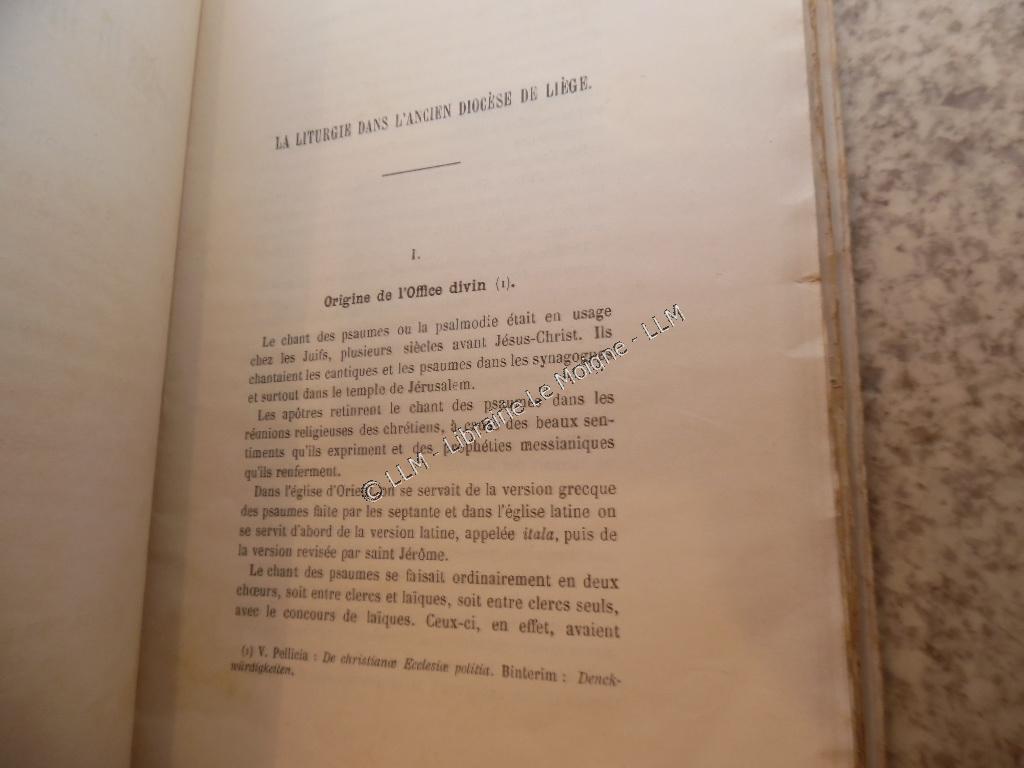 LA LITURGIE DANS L'ANCIEN DIOCÈSE DE LIÈGE.
I.
Origine de l'Office divin (1).
Le chant des psaumes ou la psalmodie était en usage
chez les Juifs, plusieurs siècles avant Jésus-Christ. Ils
chantaient les cantiques et les psaumes dans les synagogues
et surtout dans le temple de Jérusalem.
Les apôtres retinrent le chant des psaumes dans les
réunions religieuses des chrétiens, à cause des beaux sen-
timents qu'ils expriment et des prophéties messianiques
qu'ils renferment.
Dans l'église d'Orient on se servait de la version grecque
des psaumes faite par les septante et dans l'église latine on
se servit d'abord de la version latine, appelée itala, puis de
la version revisée par saint Jérôme.
Le chant des psaumes se faisait ordinairement en deux
chœurs, soit entre clercs et laïques, soit entre clercs seuls,
avec le concours de laïques. Ceux-ci, en effet, avaient
(1) V. Pellicia : De christianæ Ecclesiæ politia. Binterim : Denck-
würdigkeiten.
© LLM - Librairie Le Moigne - LLM